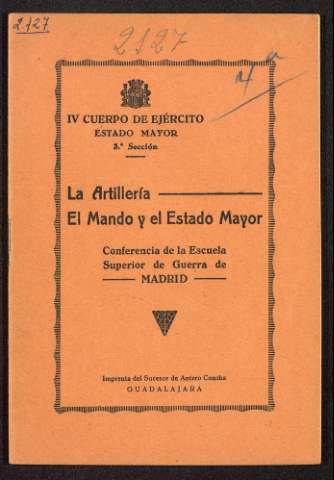 2127
2127
IV CUERPO DE EJÉRCITO
ESTADO MAYOR
3.ª Sección
La Artillería
El Mando y el Estado Mayor
Conferencia de la Escuela
Superior de Guerra de
MADRID
Imprenta del Sucesor de Antero Concha
GUADALAJARA